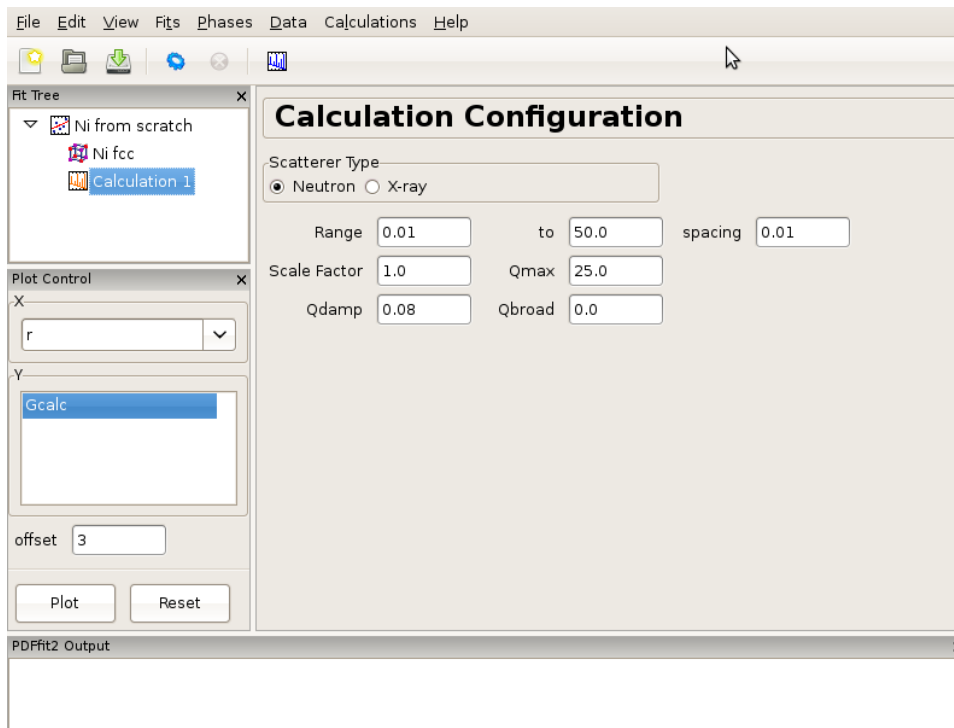 File Edit View Fits Phases Data Calculations Help
Fit Tree
Ni from scratch
Ni fcc
Calculation 1
Plot Control
X
r
Y
Gcalc
offset 3
Plot Reset
Calculation Configuration
Scatterer Type
Neutron X-ray
Range 0.01 to 50.0 spacing 0.01
Scale Factor 1.0 Qmax 25.0
Qdamp 0.08 Qbroad 0.0
PDFfit2 Output